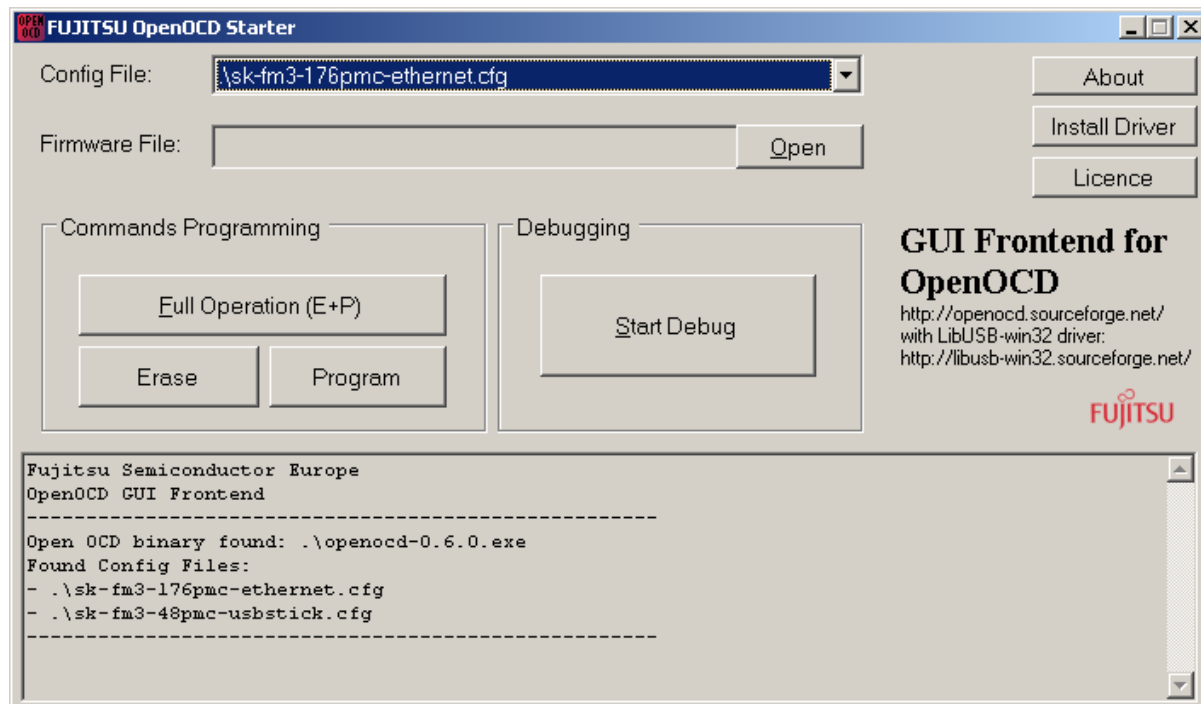 OPEN OCD FUJITSU OpenOCD Starter
Config File:
.\sk-fm3-176pmc-ethernet.cfg
About
Firmware File:
Open
Install Driver
Licence
Commands Programming
Full Operation (E+P)
Erase
Program
Debugging
Start Debug
GUI Frontend for
OpenOCD
http://openocd.sourceforge.net/
with LibUSB-win32 driver:
http://libusb-win32.sourceforge.net/
FUJITSU
Fujitsu Semiconductor Europe
OpenOCD GUI Frontend
-----------------------------------------------------
Open OCD binary found: .\openocd-0.6.0.exe
Found Config Files:
- .\sk-fm3-176pmc-ethernet.cfg
- .\sk-fm3-48pmc-usbstick.cfg
-----------------------------------------------------